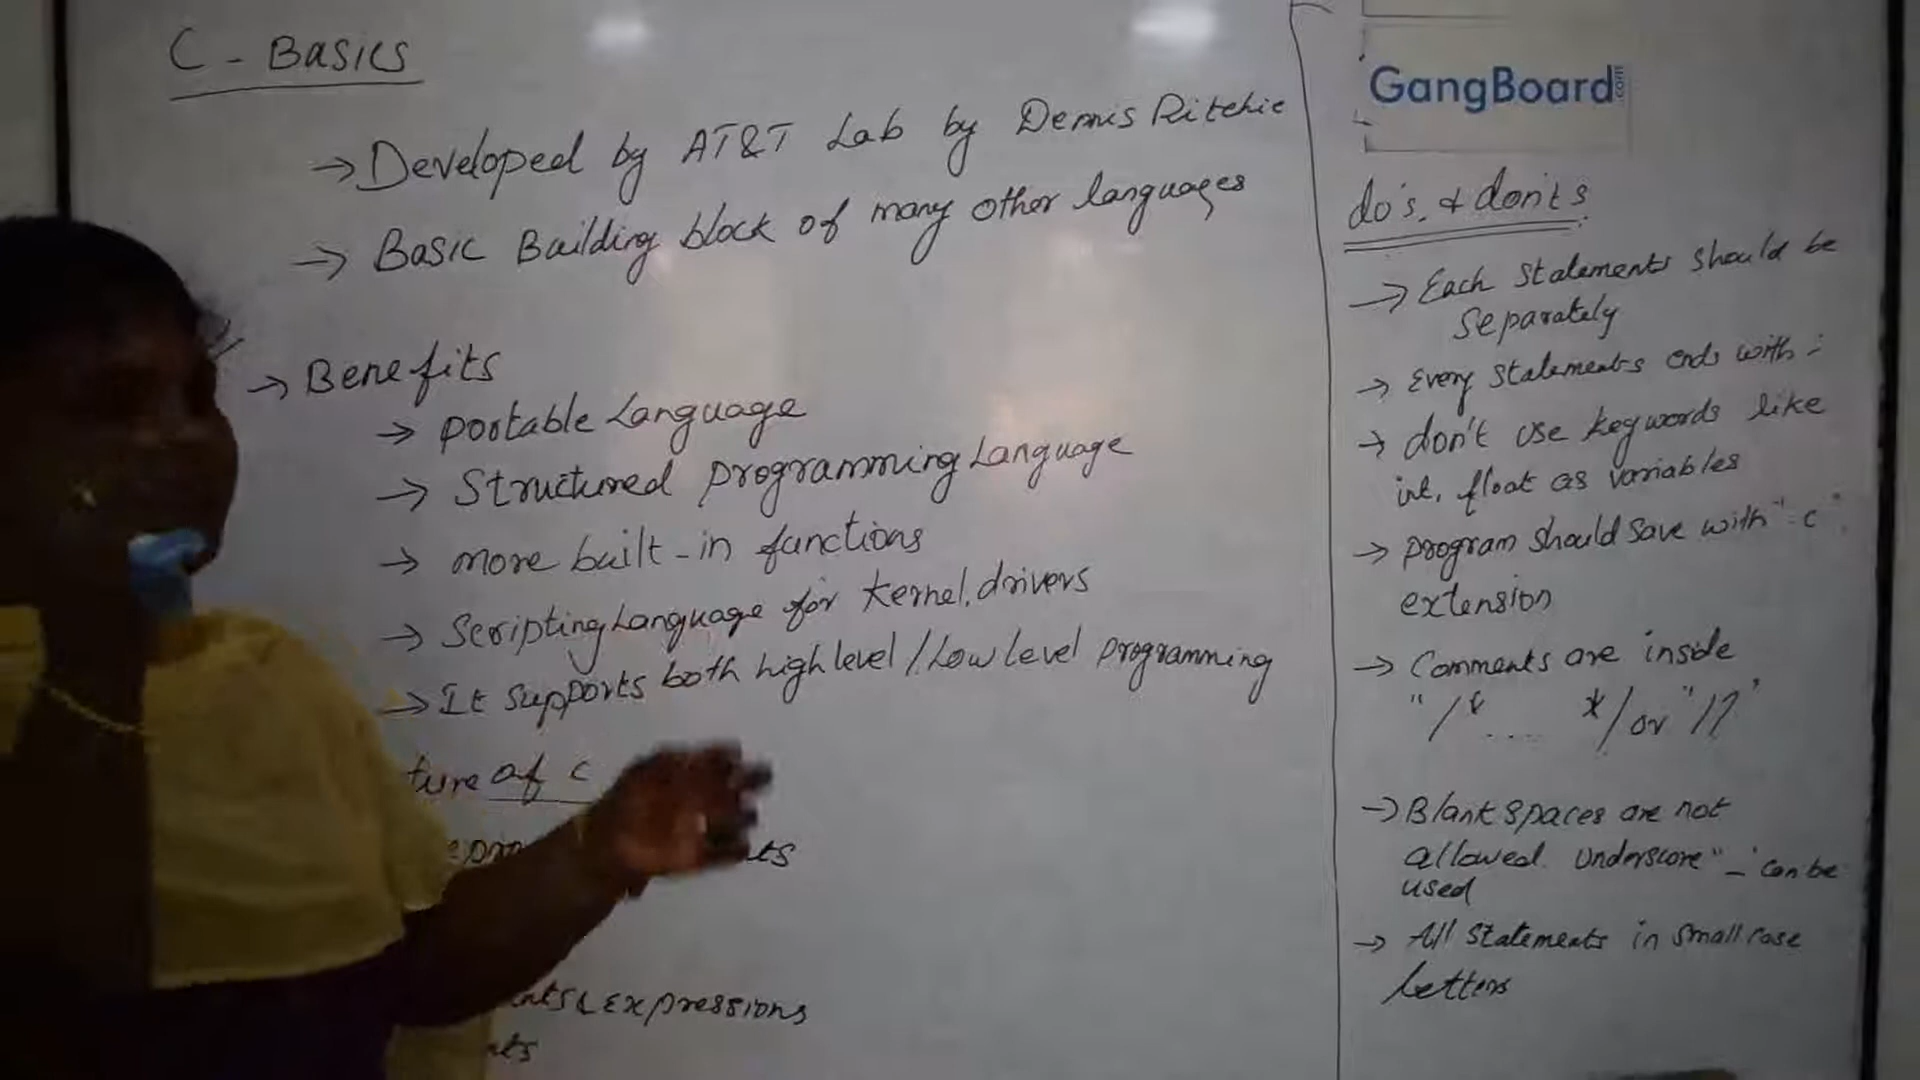 C - Basics
→ Developed by AT&T Lab by Dennis Ritchie
→ Basic Building block of many other languages
→ Benefits
→ portable Language
→ Structured programming Language
→ more built-in functions
→ Scripting Language for Kernel, drivers
→ It supports both high level / Low level programming
ture of c
nts & Expressions
nts
GangBoard.com
do's & don'ts
→ Each statements should be
separately
→ Every statements ends with ;
→ don't use keywords like
int, float as variables
→ program should save with ".c"
extension
→ Comments are inside
"/* .... */ or "//"
→ Blank spaces are not
allowed. Underscore "_" can be
used
→ All statements in small case
letters